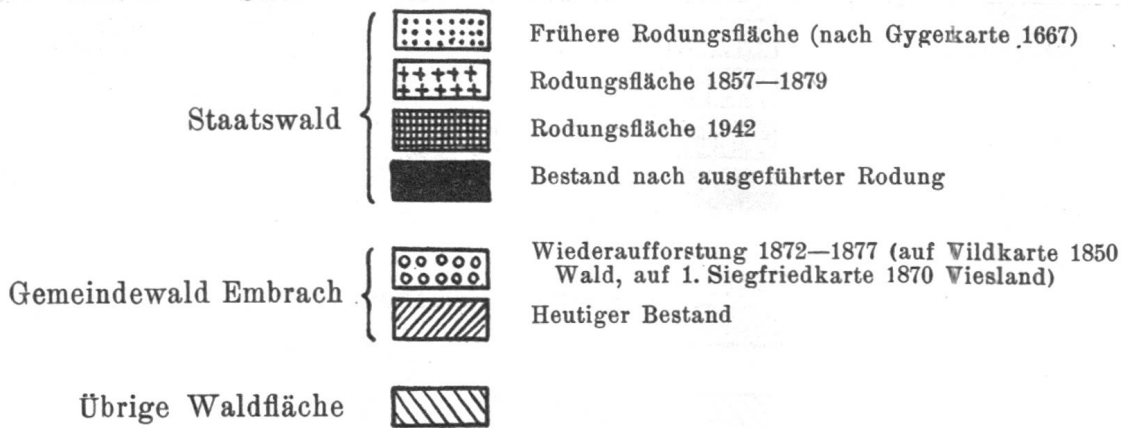 Frühere Rodungsfläche (nach Gygerkarte 1667)
Rodungsfläche 1857—1879
Staatswald
Rodungsfläche 1942
Bestand nach ausgeführter Rodung
Wiederaufforstung 1872—1877 (auf Wildkarte 1850
Wald, auf 1. Siegfriedkarte 1870 Wiesland)
Gemeindewald Embrach
Heutiger Bestand
Übrige Waldfläche